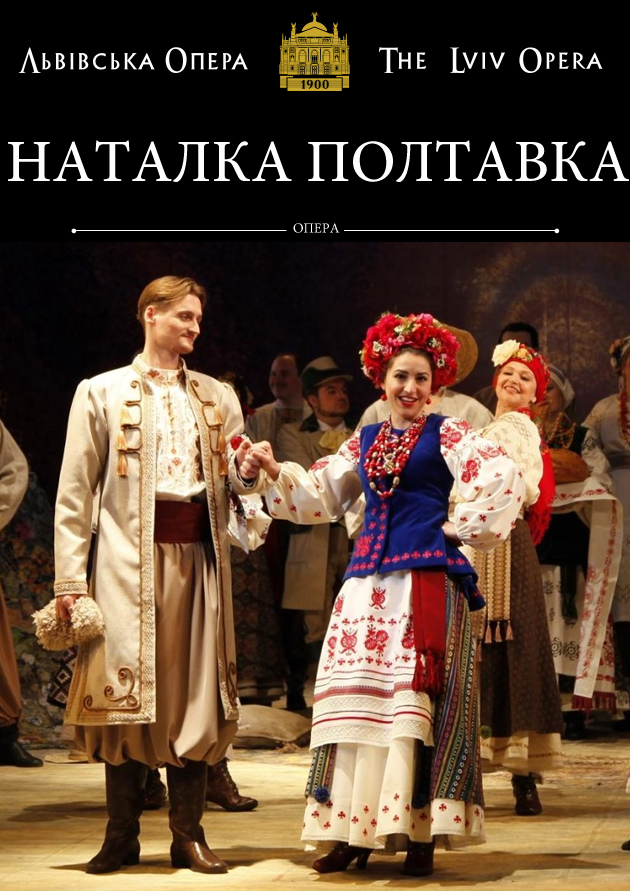 Львівська Опера
1900
The Lviv Opera
НАТАЛКА ПОЛТАВКА
ОПЕРА